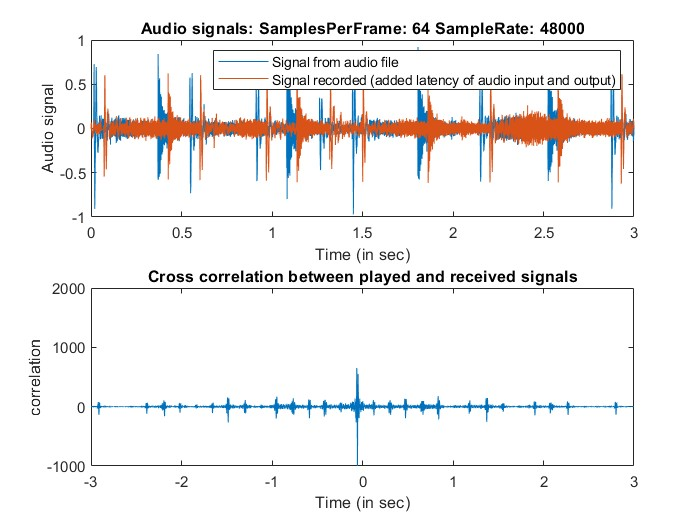 Audio signals: SamplesPerFrame: 64 SampleRate: 48000
1
0.5
0
-0.5
-1
Audio signal
Signal from audio file
Signal recorded (added latency of audio input and output)
0 0.5 1 1.5 2 2.5 3
Time (in sec)
Cross correlation between played and received signals
2000
1000
0
-1000
correlation
-3 -2 -1 0 1 2 3
Time (in sec)